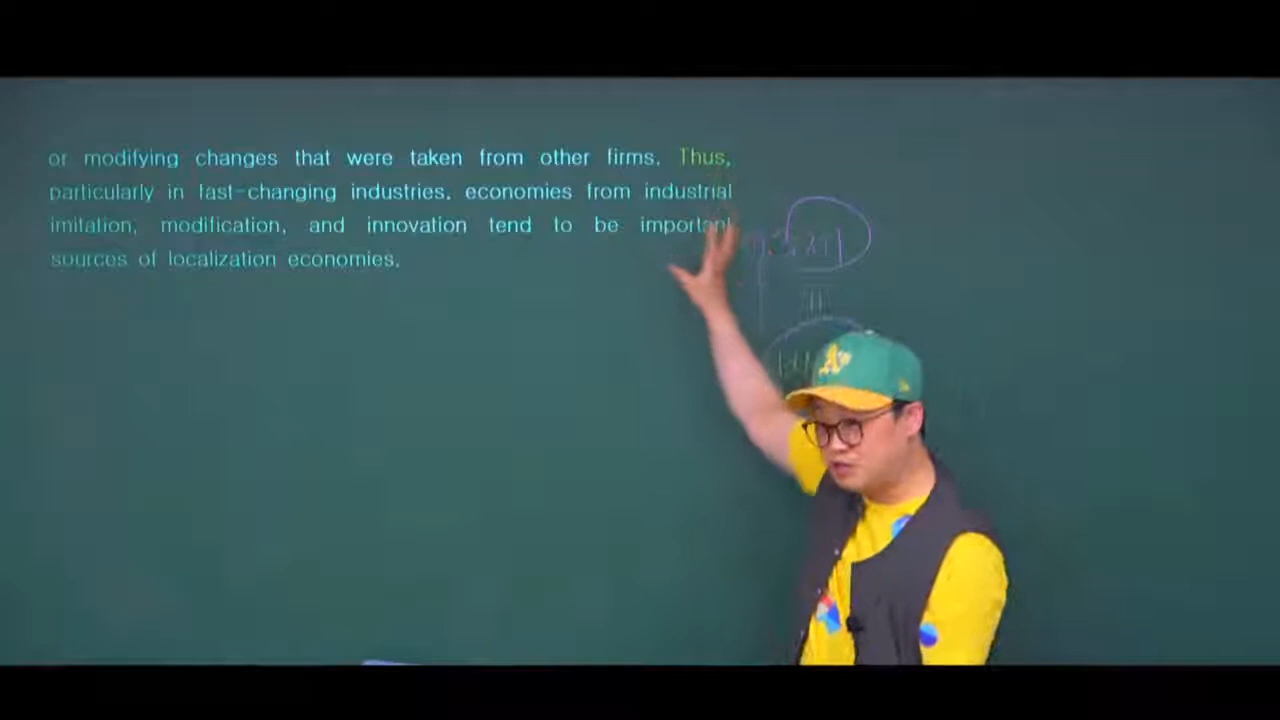 or modifying changes that were taken from other firms. Thus,
particularly in fast-changing industries, economies from industrial
imitation, modification, and innovation tend to be important
sources of localization economies.
A's